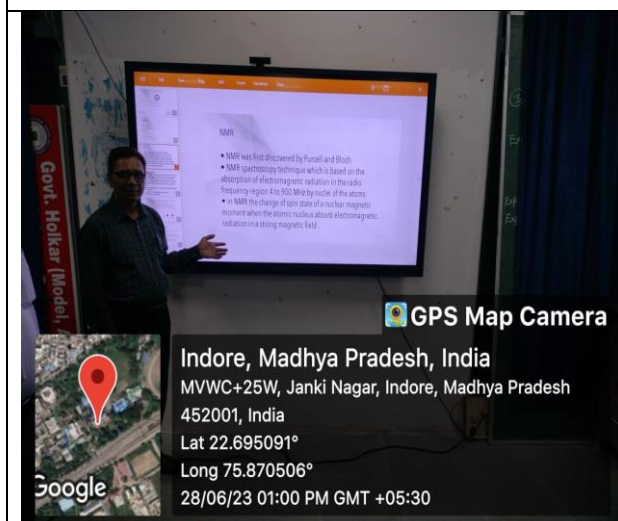 Govt. Holkar (Model,
NMR
• NMR was first discovered by Purcell and Bloch
• NMR spectroscopy technique which is based on the
absorption of electromagnetic radiation in the radio
frequency region 4 to 900 MHz by nuclei of the atoms.
• in NMR the change of spin state of a nuclear magnetic
moment when the atomic nucleus absorb electromagnetic
radiation in a strong magnetic field.
GPS Map Camera
Indore, Madhya Pradesh, India
MVWC+25W, Janki Nagar, Indore, Madhya Pradesh
452001, India
Lat 22.695091°
Long 75.870506°
28/06/23 01:00 PM GMT +05:30
Google